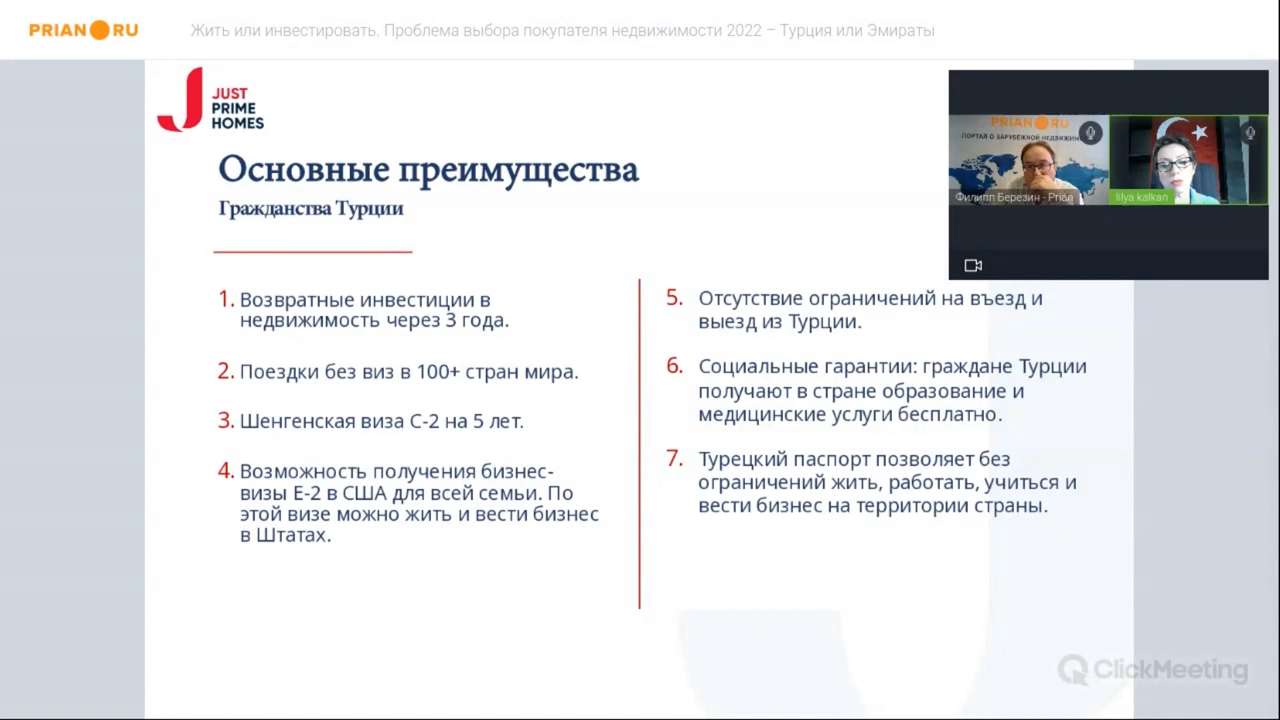 PRIAN RU
Жить или инвестировать. Проблема выбора покупателя недвижимости 2022 – Турция или Эмираты
JUST
PRIME
HOMES
Основные преимущества
Гражданства Турции
PRIAN RU
ПОРТАЛ О ЗАРУБЕЖНОЙ НЕДВИЖИМ
Филипп Березин - Prian
lilya kalkan
1. Возвратные инвестиции в
недвижимость через 3 года.
2. Поездки без виз в 100+ стран мира.
3. Шенгенская виза С-2 на 5 лет.
4. Возможность получения бизнес-
визы Е-2 в США для всей семьи. По
этой визе можно жить и вести бизнес
в Штатах.
5. Отсутствие ограничений на въезд и
выезд из Турции.
6. Социальные гарантии: граждане Турции
получают в стране образование и
медицинские услуги бесплатно.
7. Турецкий паспорт позволяет без
ограничений жить, работать, учиться и
вести бизнес на территории страны.
ClickMeeting